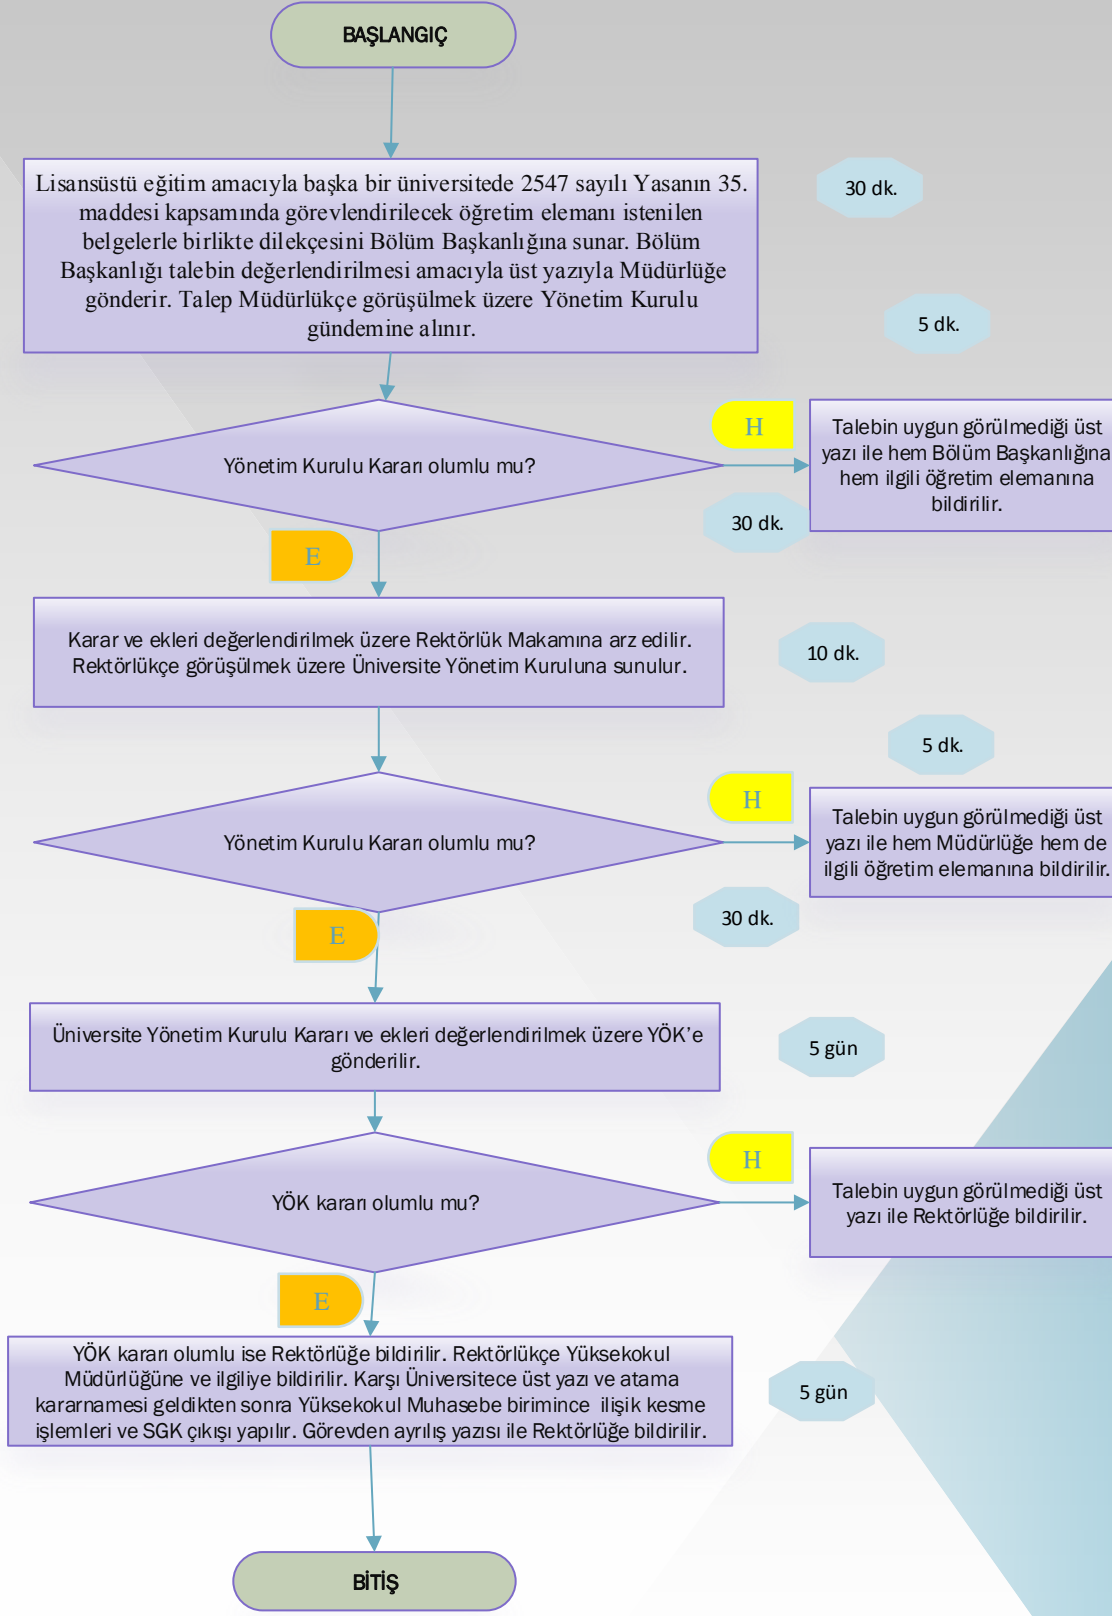 BAŞLANGIÇ
Lisansüstü eğitim amacıyla başka bir üniversitede 2547 sayılı Yasanın 35.
maddesi kapsamında görevlendirilecek öğretim elemanı istenilen
belgelerle birlikte dilekçesini Bölüm Başkanlığına sunar. Bölüm
Başkanlığı talebin değerlendirilmesi amacıyla üst yazıyla Müdürlüğe
gönderir. Talep Müdürlükçe görüşülmek üzere Yönetim Kurulu
gündemine alınır.
30 dk.
5 dk.
Yönetim Kurulu Kararı olumlu mu?
H
Talebin uygun görülmediği üst
yazı ile hem Bölüm Başkanlığına
hem ilgili öğretim elemanına
bildirilir.
30 dk.
E
Karar ve ekleri değerlendirilmek üzere Rektörlük Makamına arz edilir.
Rektörlükçe görüşülmek üzere Üniversite Yönetim Kuruluna sunulur.
10 dk.
5 dk.
Yönetim Kurulu Kararı olumlu mu?
H
Talebin uygun görülmediği üst
yazı ile hem Müdürlüğe hem de
ilgili öğretim elemanına bildirilir.
30 dk.
E
Üniversite Yönetim Kurulu Kararı ve ekleri değerlendirilmek üzere YÖK’e
gönderilir.
5 gün
YÖK kararı olumlu mu?
H
Talebin uygun görülmediği üst
yazı ile Rektörlüğe bildirilir.
E
YÖK kararı olumlu ise Rektörlüğe bildirilir. Rektörlükçe Yüksekokul
Müdürlüğüne ve ilgiliye bildirilir. Karşı Üniversitece üst yazı ve atama
kararnamesi geldikten sonra Yüksekokul Muhasebe birimince ilişik kesme
işlemleri ve SGK çıkışı yapılır. Görevden ayrılış yazısı ile Rektörlüğe bildirilir.
5 gün
BİTİŞ